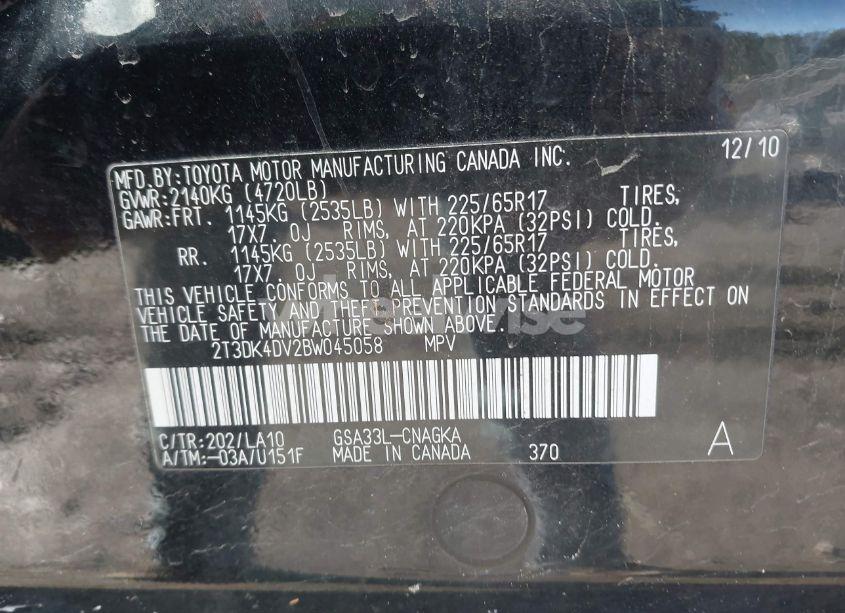 MFD.BY:TOYOTA MOTOR MANUFACTURING CANADA INC. 12/10
GVWR:2140KG (4720LB)
GAWR:FRT. 1145KG (2535LB) WITH 225/65R17 TIRES,
17X7. 0J RIMS, AT 220KPA (32PSI) COLD.
RR. 1145KG (2535LB) WITH 225/65R17 TIRES,
17X7. 0J RIMS, AT 220KPA (32PSI) COLD.
THIS VEHICLE CONFORMS TO ALL APPLICABLE FEDERAL MOTOR
VEHICLE SAFETY AND THEFT PREVENTION STANDARDS IN EFFECT ON
THE DATE OF MANUFACTURE SHOWN ABOVE.
2T3DK4DV2BW045058 MPV
C/TR:202/LA10 GSA33L-CNAGKA
A/TM:-03A/U151F MADE IN CANADA 370 A